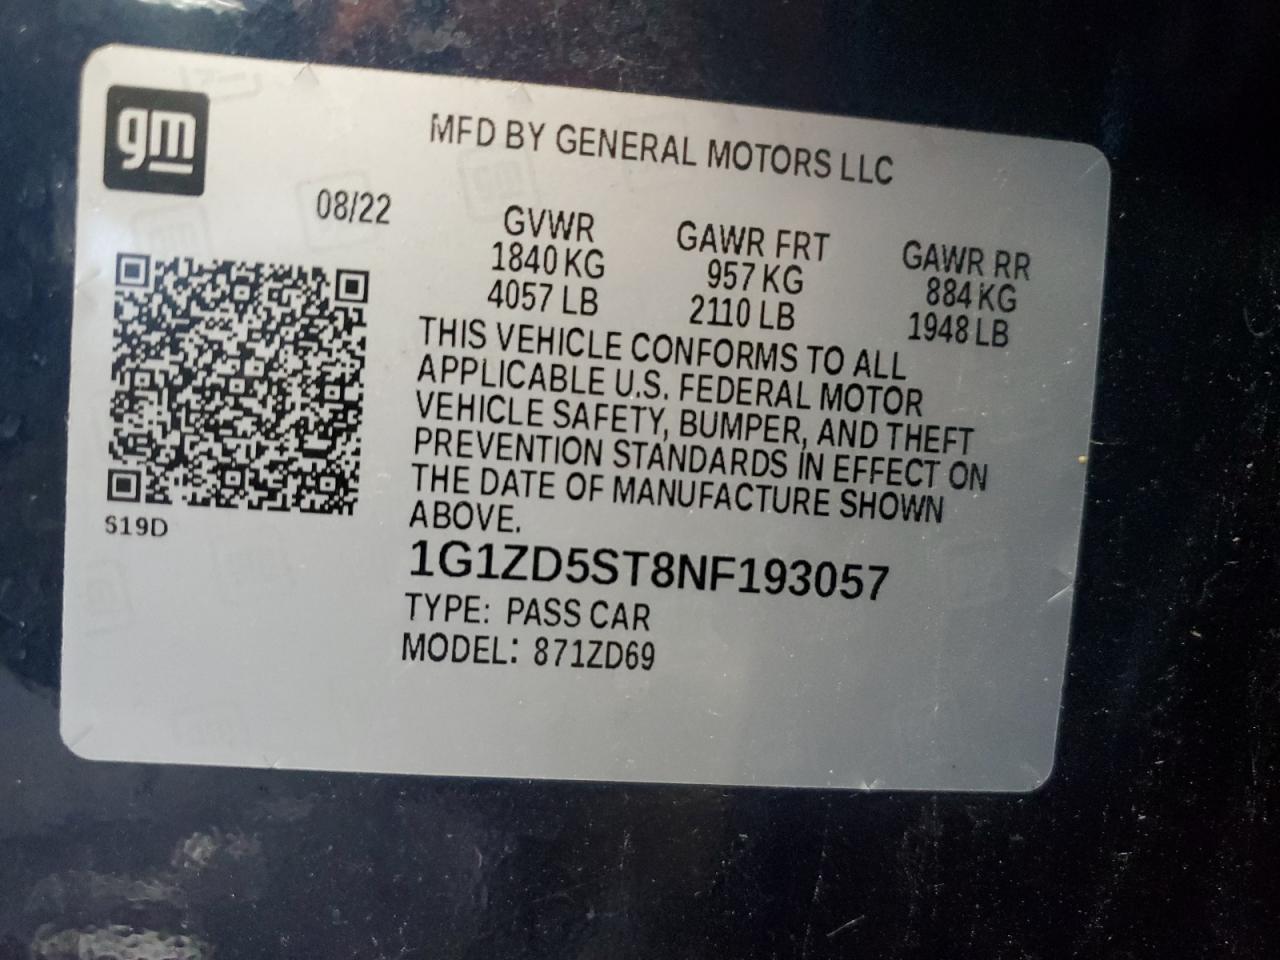 gm
MFD BY GENERAL MOTORS LLC
08/22
GVWR GAWR FRT GAWR RR
1840 KG 957 KG 884 KG
4057 LB 2110 LB 1948 LB
THIS VEHICLE CONFORMS TO ALL
APPLICABLE U.S. FEDERAL MOTOR
VEHICLE SAFETY, BUMPER, AND THEFT
PREVENTION STANDARDS IN EFFECT ON
THE DATE OF MANUFACTURE SHOWN
ABOVE.
S19D
1G1ZD5ST8NF193057
TYPE: PASS CAR
MODEL: 871ZD69